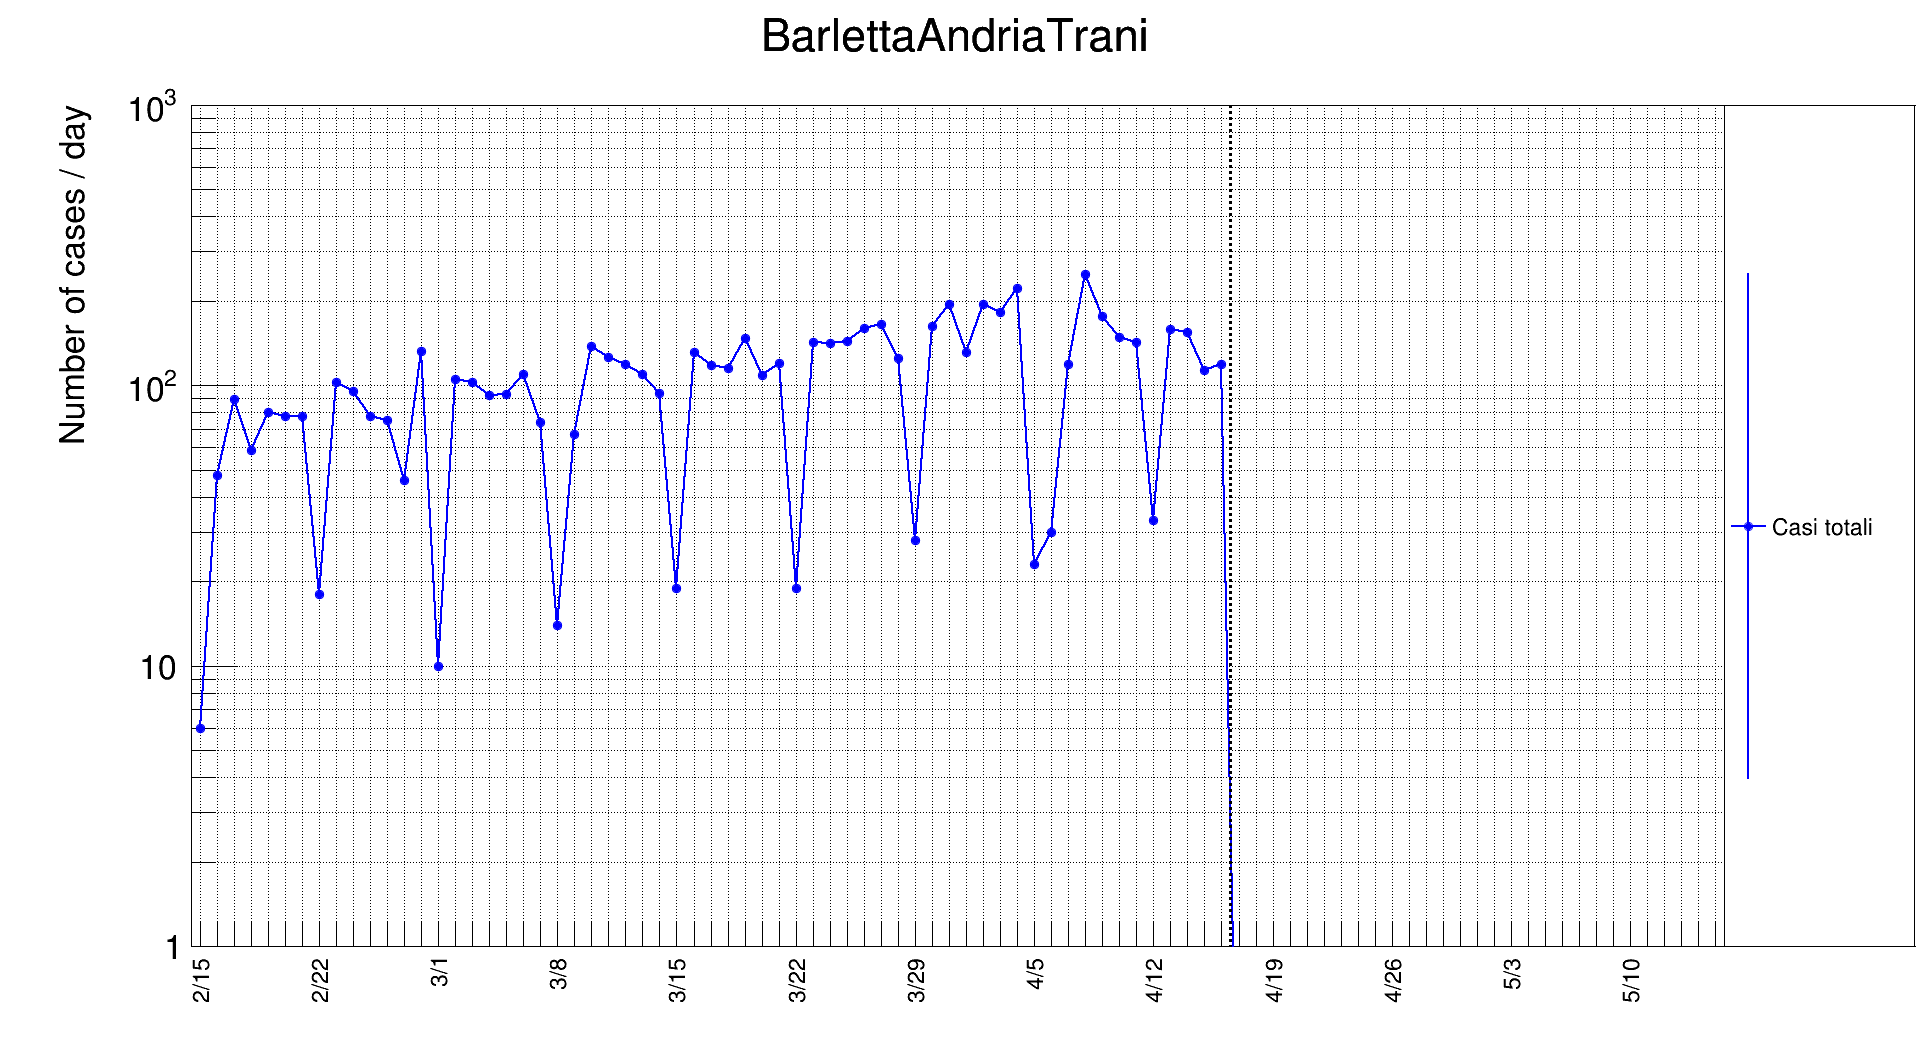 BarlettaAndriaTrani
Number of cases / day
10³
10²
10
1
2/15 2/22 3/1 3/8 3/15 3/22 3/29 4/5 4/12 4/19 4/26 5/3 5/10
Casi totali